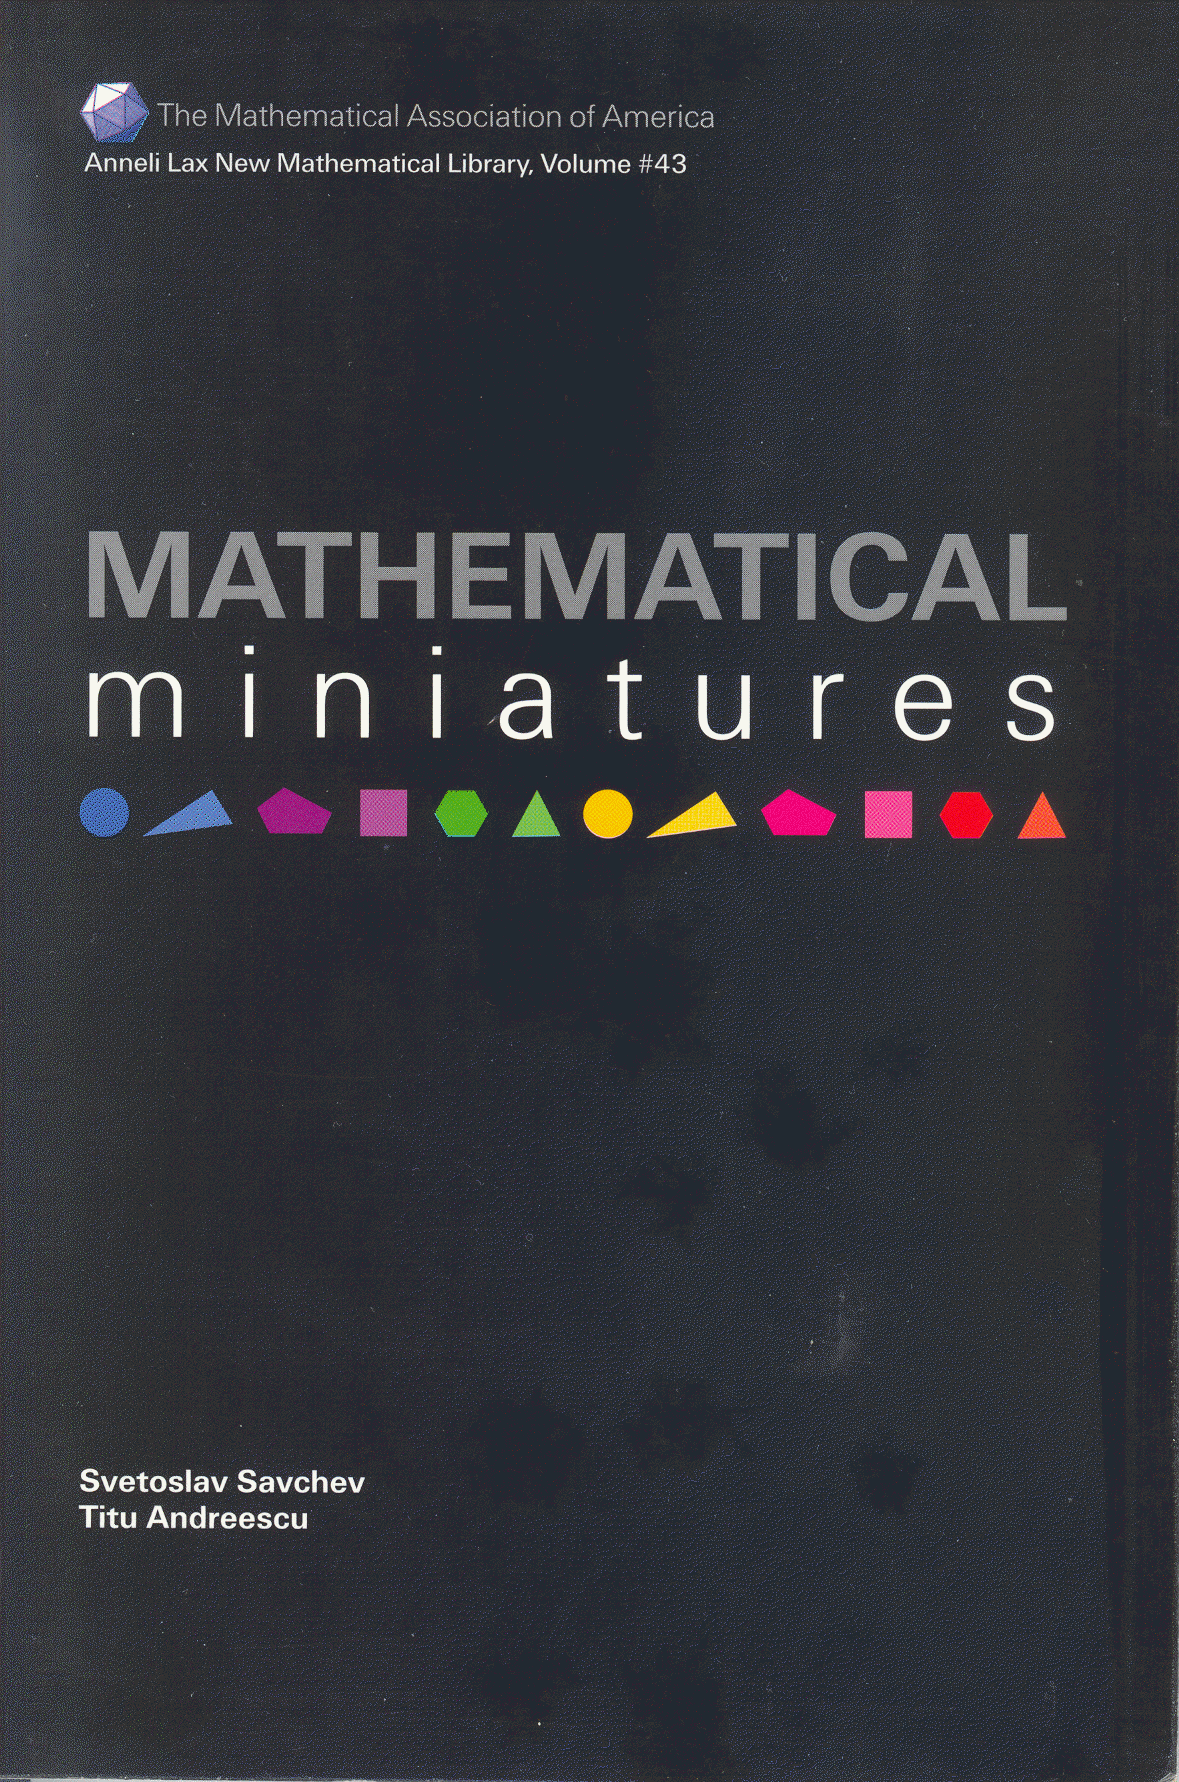 The Mathematical Association of America
Anneli Lax New Mathematical Library, Volume #43
MATHEMATICAL
miniatures
Svetoslav Savchev
Titu Andreescu